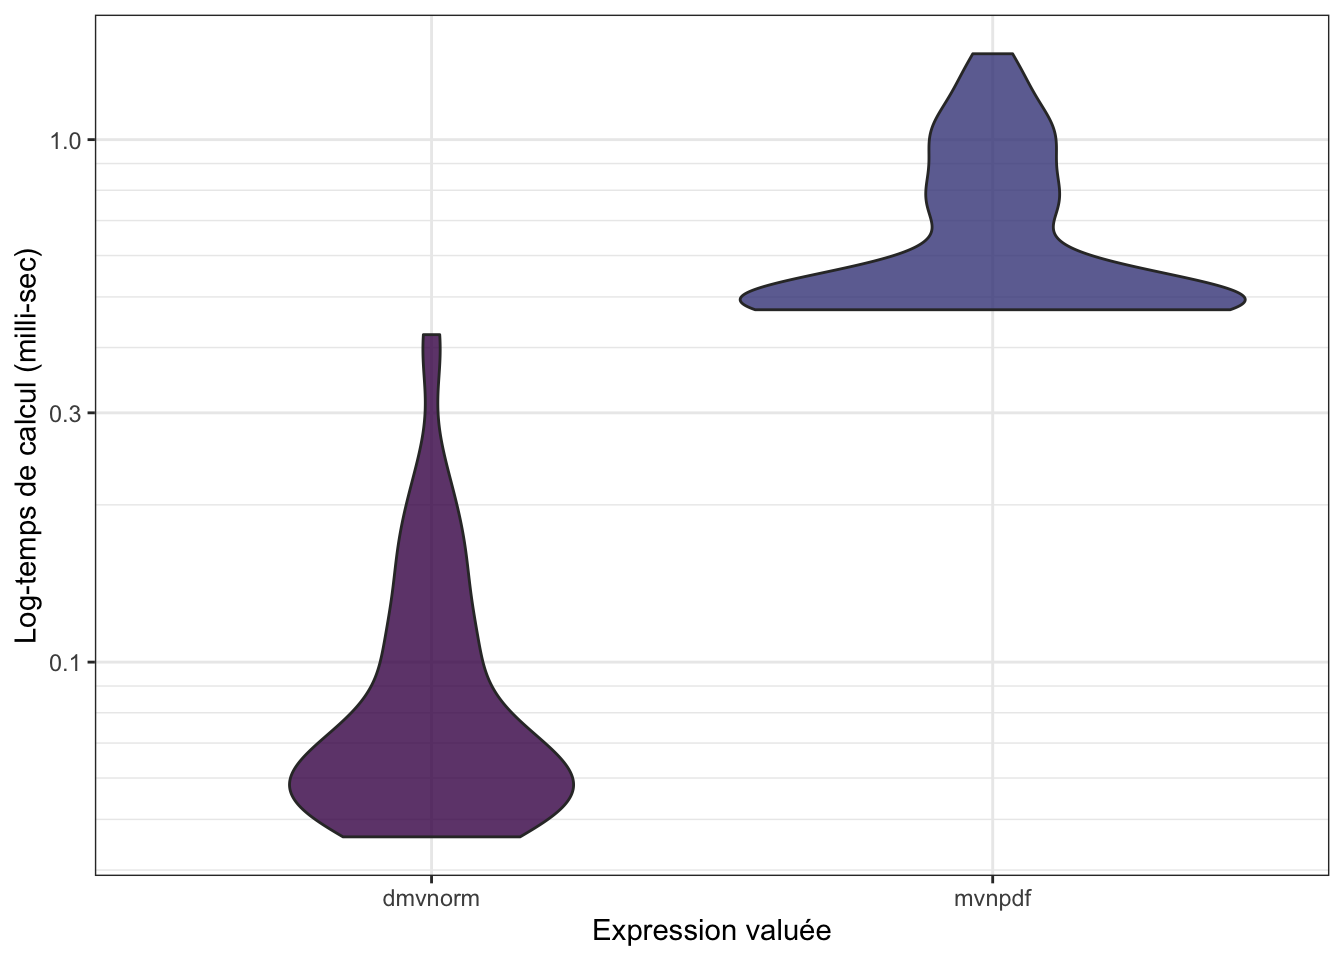 Log-temps de calcul (milli-sec)
1.0
0.3
0.1
dmvnorm
mvnpdf
Expression valuée